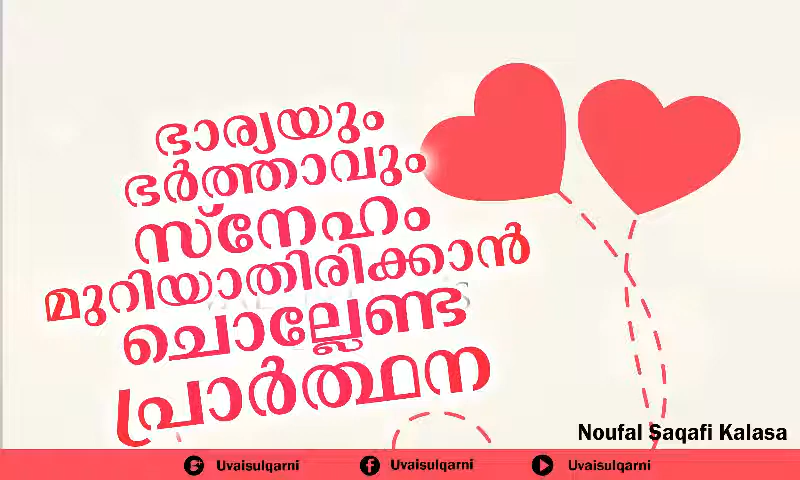 ഭാര്യയും
ഭർത്താവും
സ്നേഹം
മുറിയാതിരിക്കാൻ
ചൊല്ലേണ്ട
പ്രാർത്ഥന
Noufal Saqafi Kalasa
Uvaisulqarni Uvaisulqarni Uvaisulqarni